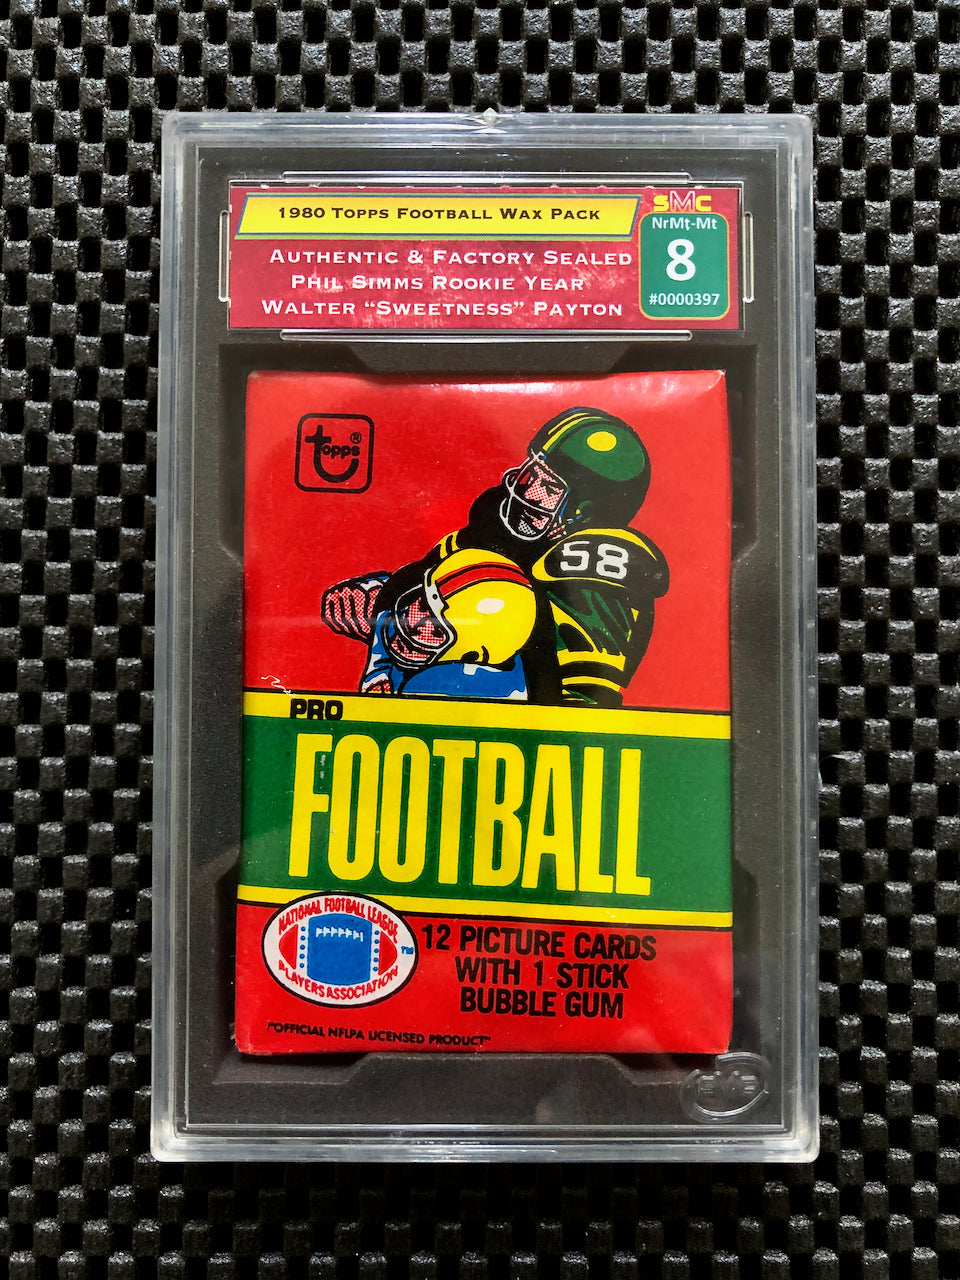 1980 Topps Football Wax Pack
SMC
NrMt-Mt
8
#0000397
Authentic & Factory Sealed
Phil Simms Rookie Year
Walter “Sweetness” Payton
topps®
58
PRO
FOOTBALL
NATIONAL FOOTBALL LEAGUE
PLAYERS ASSOCIATION
TM
12 PICTURE CARDS
WITH 1 STICK
BUBBLE GUM
"OFFICIAL NFLPA LICENSED PRODUCT"